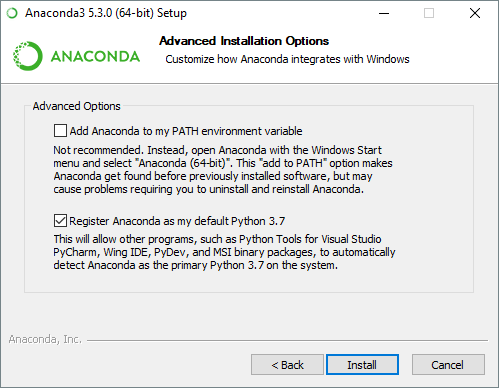 Anaconda3 5.3.0 (64-bit) Setup
ANACONDA
Advanced Installation Options
Customize how Anaconda integrates with Windows
Advanced Options
Add Anaconda to my PATH environment variable
Not recommended. Instead, open Anaconda with the Windows Start
menu and select "Anaconda (64-bit)". This "add to PATH" option makes
Anaconda get found before previously installed software, but may
cause problems requiring you to uninstall and reinstall Anaconda.
Register Anaconda as my default Python 3.7
This will allow other programs, such as Python Tools for Visual Studio
PyCharm, Wing IDE, PyDev, and MSI binary packages, to automatically
detect Anaconda as the primary Python 3.7 on the system.
Anaconda, Inc.
< Back
Install
Cancel